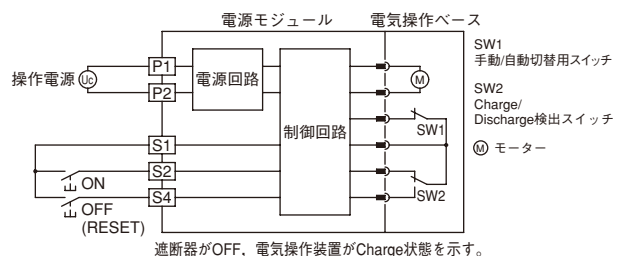 電源モジュール
電気操作ベース
操作電源
Uc
P1
P2
電源回路
制御回路
M
SW1
SW2
S1
S2
S4
ON
OFF
(RESET)
SW1
手動/自動切替用スイッチ
SW2
Charge/
Discharge検出スイッチ
M モーター
遮断器がOFF，電気操作装置がCharge状態を示す。